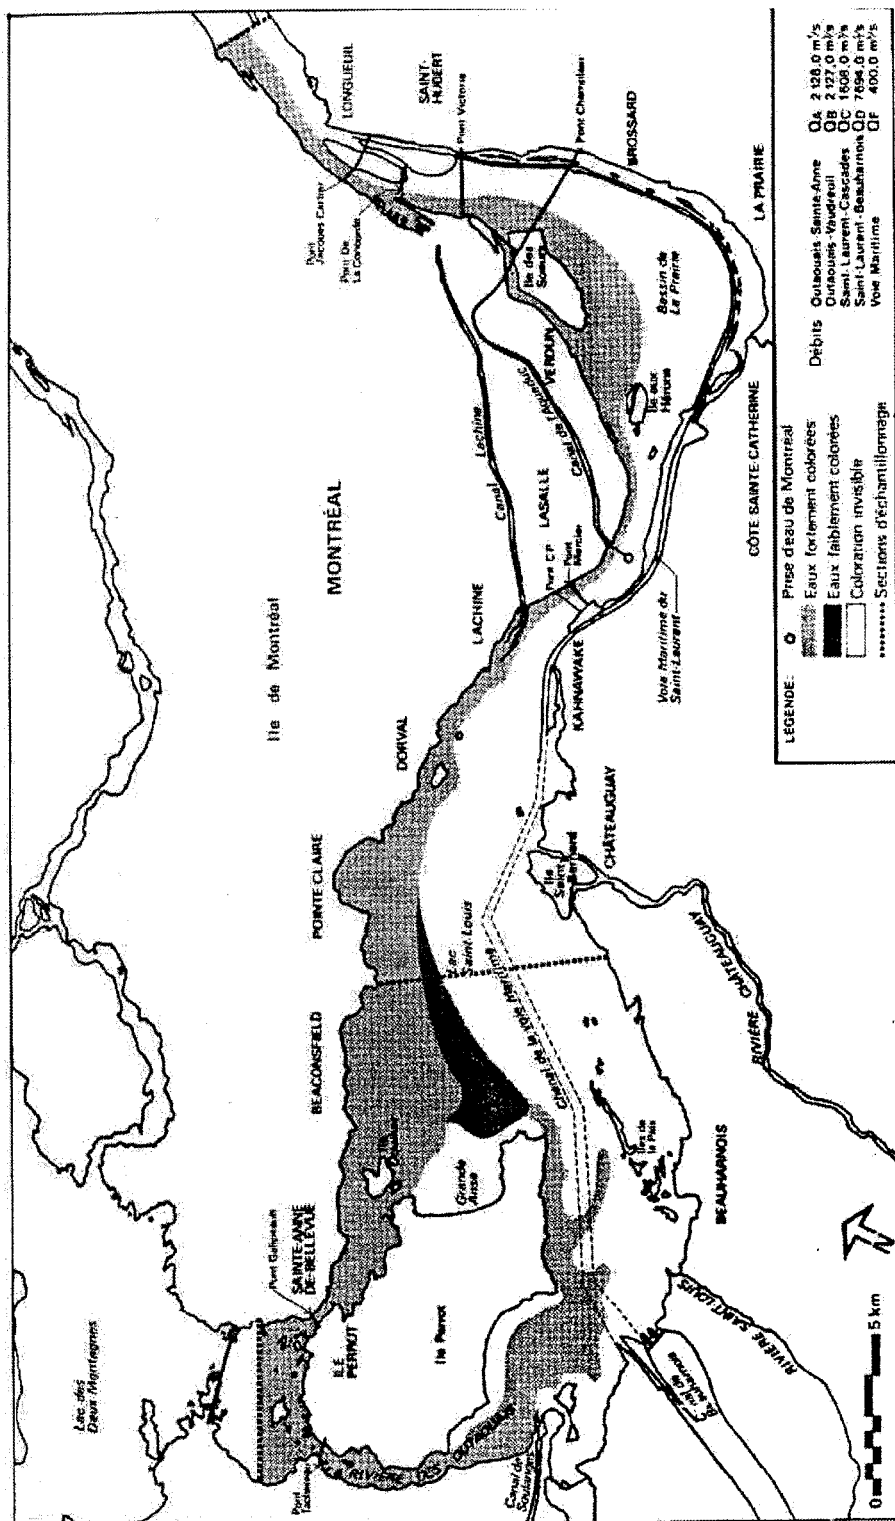 Lac des
Deux Montagnes
Île de Montréal
MONTRÉAL
LONGUEUIL
SAINT-
HUBERT
Pont
Jacques Cartier
Pont De
La Concorde
Pont Victoria
Pont Champlain
BROSSARD
LA PRAIRIE
Île des
Soeurs
Bassin de
La Prairie
VERDUN
Île aux
Hérons
Canal Lachine
Canal de l'Aqueduc
LASALLE
LACHINE
Pont C.P.
Pont
Mercier
CÔTE SAINTE-CATHERINE
Voie Maritime du
Saint-Laurent
KAHNAWAKE
DORVAL
POINTE CLAIRE
BEACONSFIELD
Lac
Saint-Louis
Chenal de la Voie Maritime
Île
Saint
Bernard
CHÂTEAUGUAY
RIVIÈRE CHÂTEAUGUAY
Grande
Anse
Îles de
la Paix
BEAUHARNOIS
Pont Galipeault
SAINTE-ANNE
DE-BELLEVUE
ÎLE
PERROT
Île Perrot
Pont
Taschereau
RIVIÈRE DES OUTAOUAIS
Canal de
Soulanges
Canal de
Beauharnois
RIVIÈRE SAINT-LOUIS
N
0 5 km
LÉGENDE:
Prise d'eau de Montréal
Eaux fortement colorées
Eaux faiblement colorées
Coloration invisible
Sections d'échantillonnage
Débits
Outaouais-Sainte-Anne QA 2 128,0 m³/s
Outaouais-Vaudreuil QB 2 127,0 m³/s
Saint-Laurent-Cascades QC 1608,0 m³/s
Saint-Laurent-Beauharnois QD 7694,0 m³/s
Voie Maritime QF 400,0 m³/s